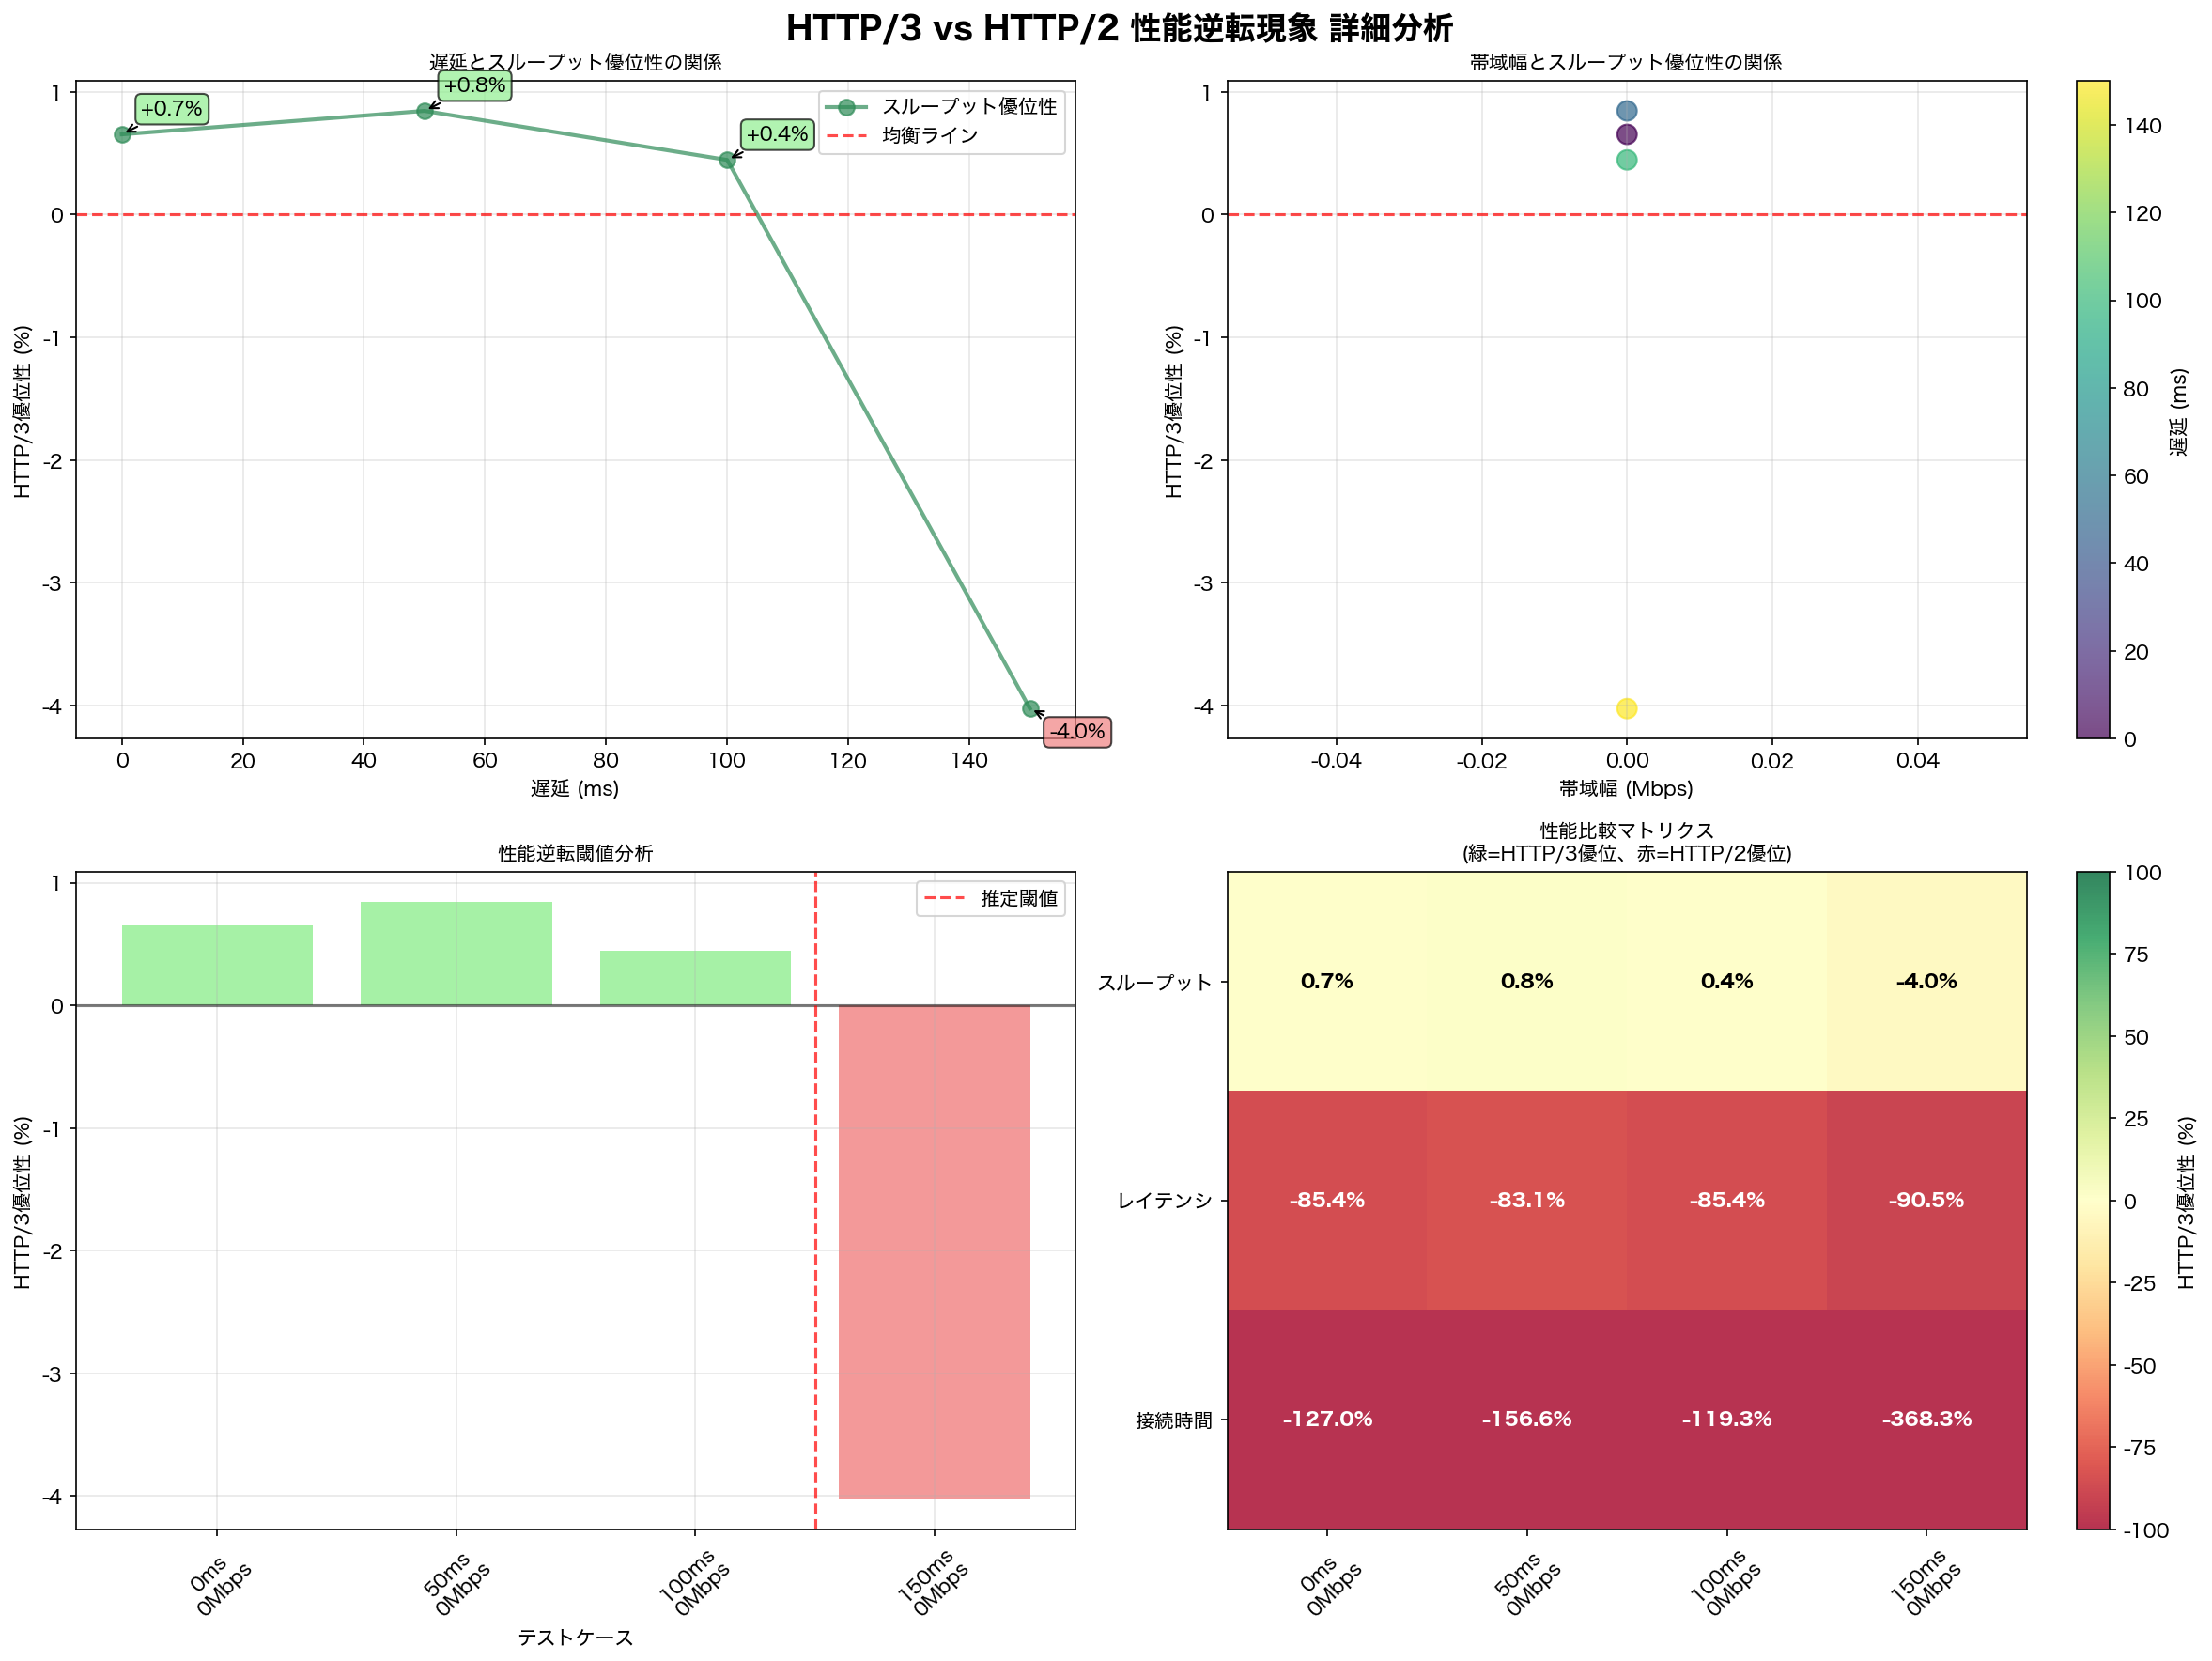 HTTP/3 vs HTTP/2 性能逆転現象 詳細分析
遅延とスループット優位性の関係
+0.7%
+0.8%
+0.4%
-4.0%
スループット優位性
均衡ライン
1
0
-1
-2
-3
-4
HTTP/3優位性 (%)
0 20 40 60 80 100 120 140
遅延 (ms)
帯域幅とスループット優位性の関係
1
0
-1
-2
-3
-4
HTTP/3優位性 (%)
-0.04 -0.02 0.00 0.02 0.04
帯域幅 (Mbps)
140
120
100
80
60
40
20
0
遅延 (ms)
性能逆転閾値分析
推定閾値
1
0
-1
-2
-3
-4
HTTP/3優位性 (%)
0ms
0Mbps
50ms
0Mbps
100ms
0Mbps
150ms
0Mbps
テストケース
性能比較マトリクス
(緑=HTTP/3優位、赤=HTTP/2優位)
スループット 0.7% 0.8% 0.4% -4.0%
レイテンシ -85.4% -83.1% -85.4% -90.5%
接続時間 -127.0% -156.6% -119.3% -368.3%
0ms
0Mbps
50ms
0Mbps
100ms
0Mbps
150ms
0Mbps
100
75
50
25
0
-25
-50
-75
-100
HTTP/3優位性 (%)